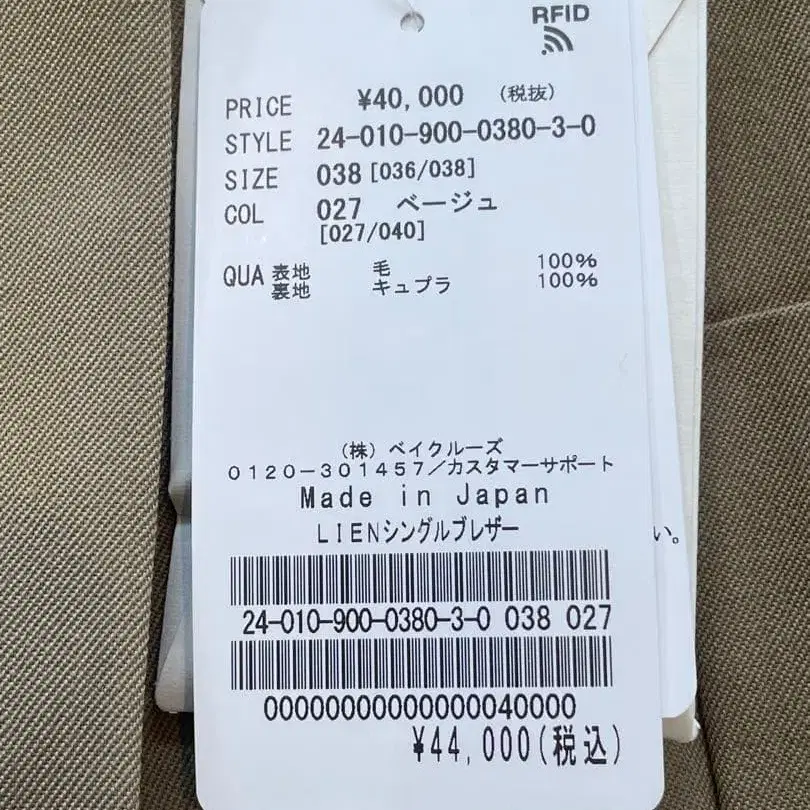 RFID
PRICE ¥40,000 (税抜)
STYLE 24-010-900-0380-3-0
SIZE 038 [036/038]
COL 027 ベージュ
[027/040]
QUA 表地 毛 100%
裏地 キュプラ 100%
(株)ベイクルーズ
0120-301457/カスタマーサポート
Made in Japan
LIENシングルブレザー
24-010-900-0380-3-0 038 027
い。
¥44,000(税込)